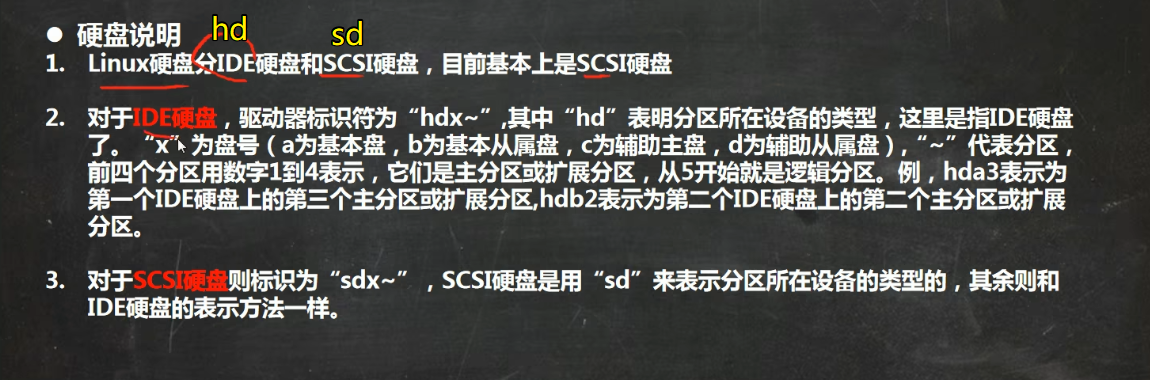 hd
sd
● 硬盘说明
1. Linux硬盘分IDE硬盘和SCSI硬盘，目前基本上是SCSI硬盘
2. 对于IDE硬盘，驱动器标识符为“hdx~”,其中“hd”表明分区所在设备的类型，这里是指IDE硬盘
了。“x”为盘号（a为基本盘，b为基本从属盘，c为辅助主盘，d为辅助从属盘），“~”代表分区，
前四个分区用数字1到4表示，它们是主分区或扩展分区，从5开始就是逻辑分区。例，hda3表示为
第一个IDE硬盘上的第三个主分区或扩展分区,hdb2表示为第二个IDE硬盘上的第二个主分区或扩展
分区。
3. 对于SCSI硬盘则标识为“sdx~”，SCSI硬盘是用“sd”来表示分区所在设备的类型的，其余则和
IDE硬盘的表示方法一样。